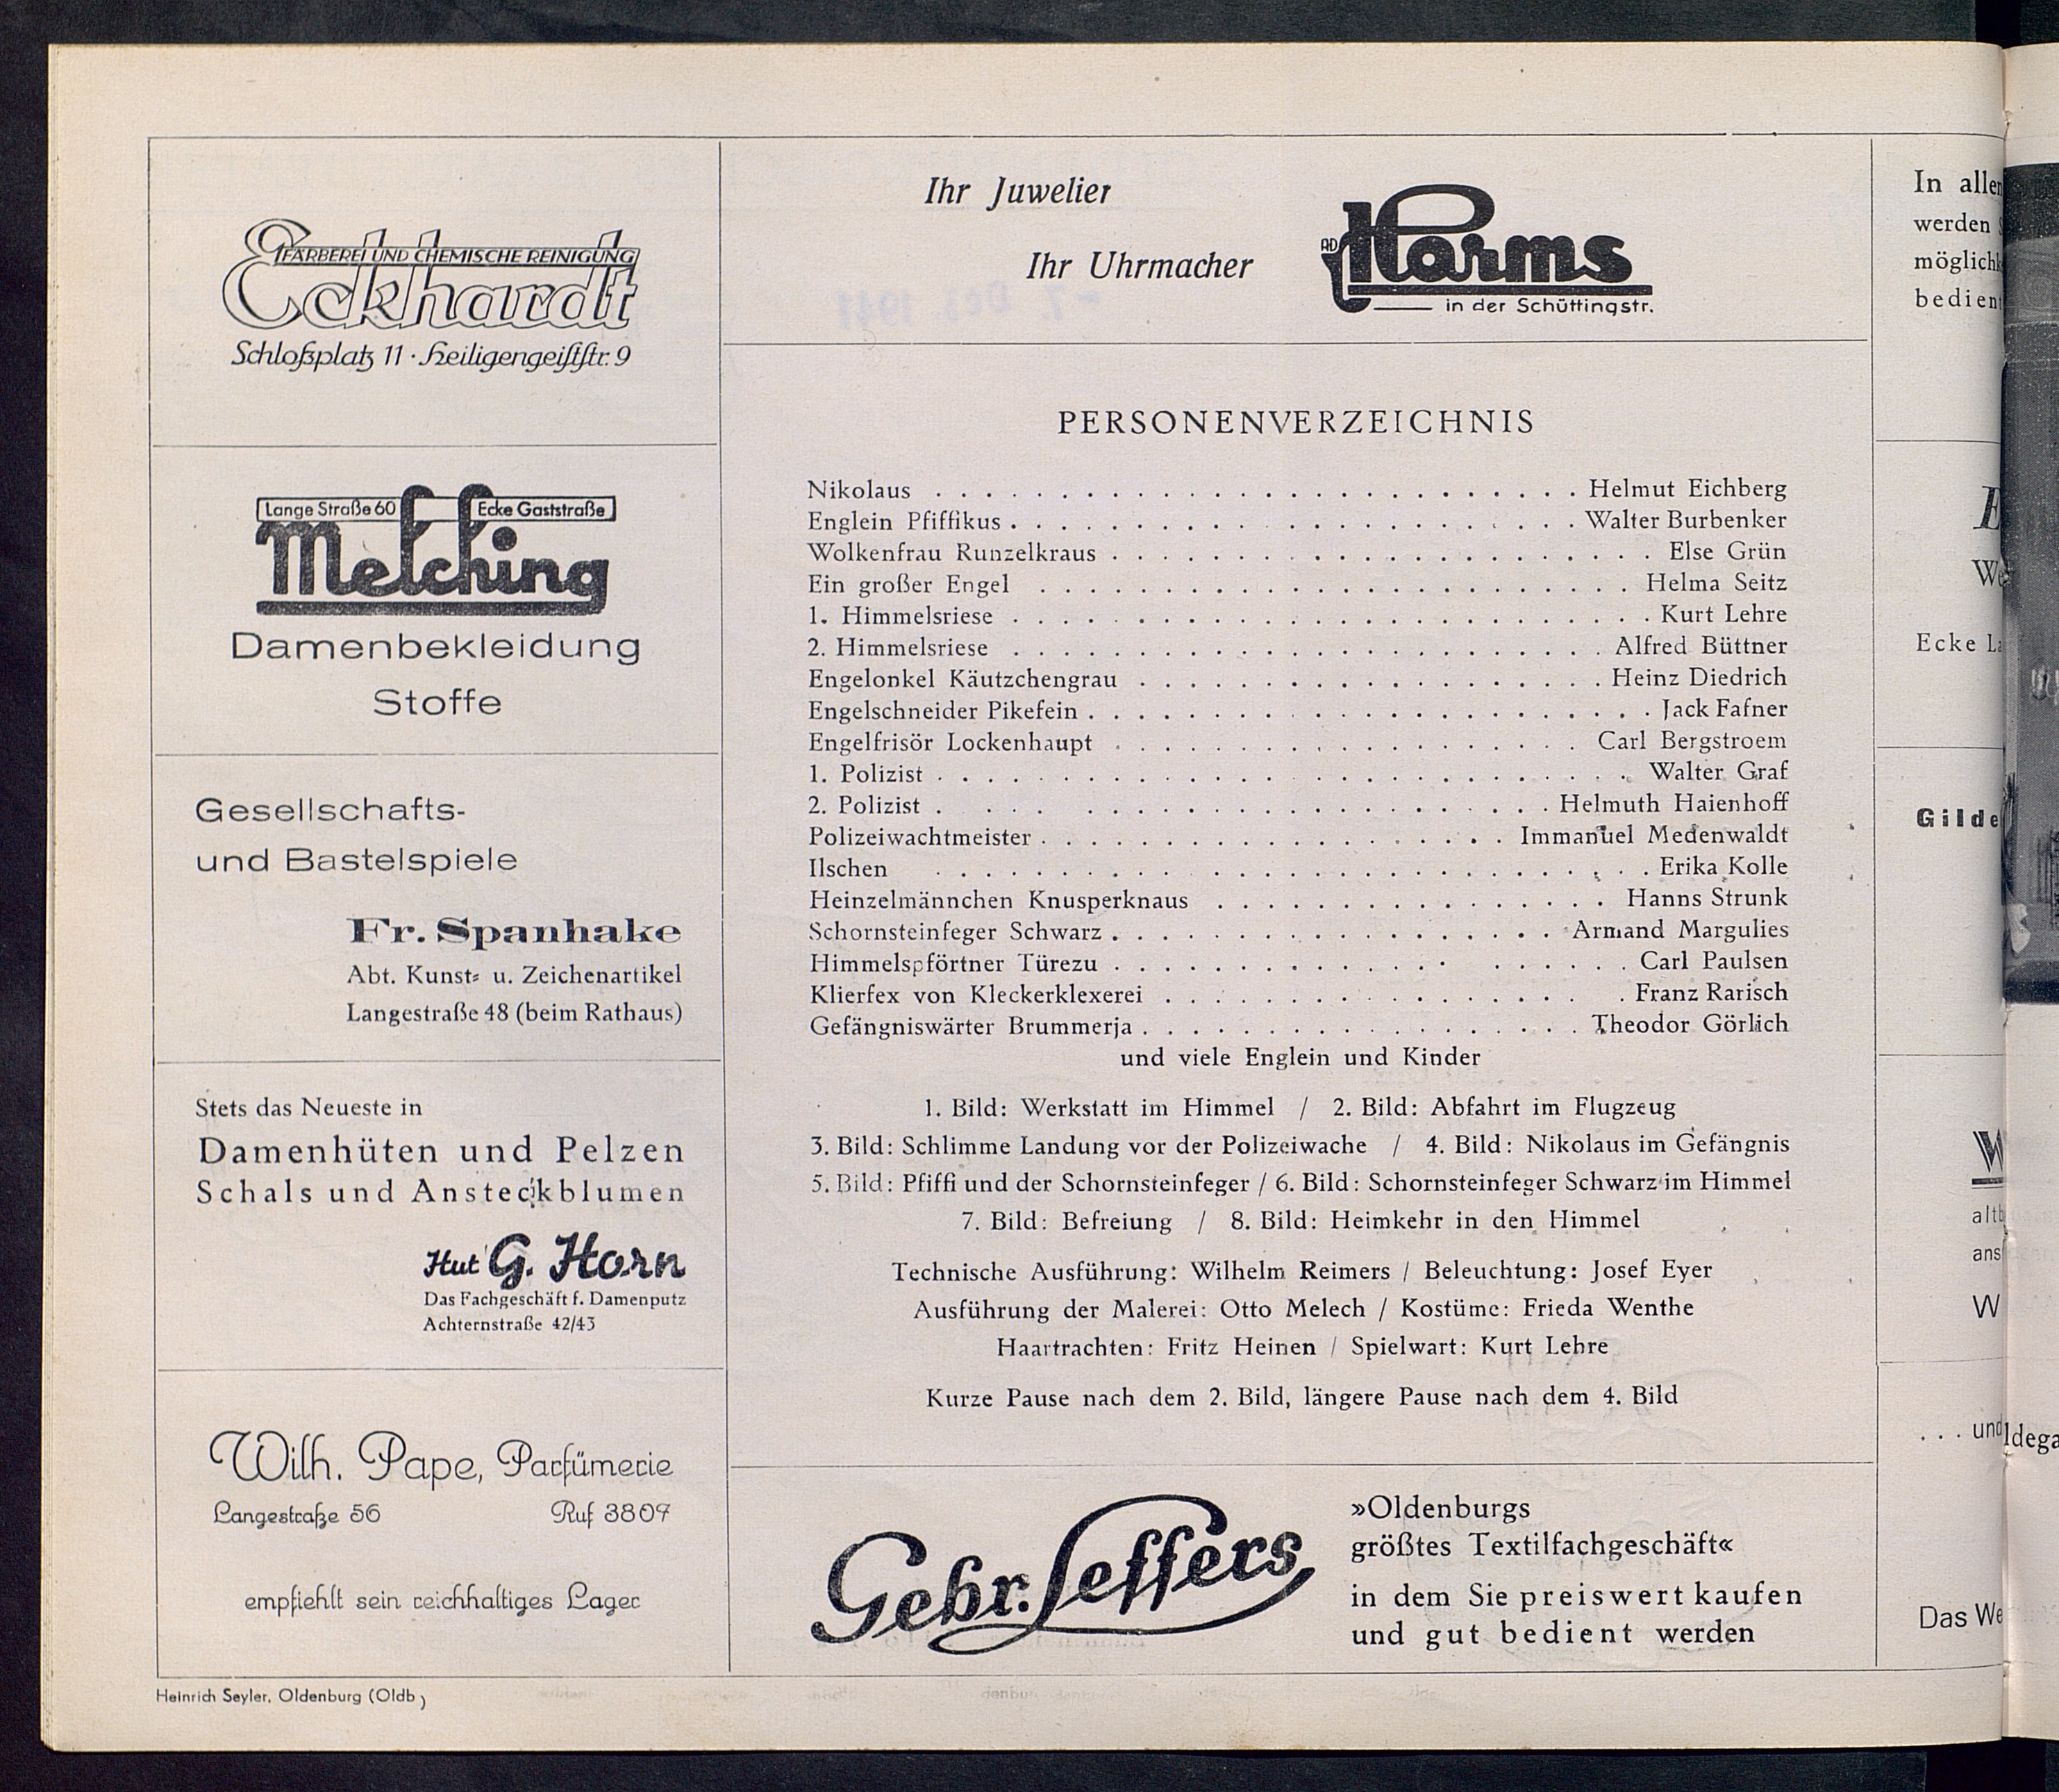 FÄRBEREI UND CHEMISCHE REINIGUNG
Eckhardt
Schloßplatz 11 · Heiligengeiststr. 9
Lange Straße 60 Ecke Gaststraße
Melching
Damenbekleidung
Stoffe
Gesellschafts-
und Bastelspiele
Fr. Spanhake
Abt. Kunst- u. Zeichenartikel
Langestraße 48 (beim Rathaus)
Stets das Neueste in
Damenhüten und Pelzen
Schals und Ansteckblumen
Hut G. Horn
Das Fachgeschäft f. Damenputz
Achternstraße 42/43
Wilh. Pape, Parfümerie
Langestraße 56 Ruf 3807
empfiehlt sein reichhaltiges Lager
Heinrich Seyler, Oldenburg (Oldb)
Ihr Juwelier
Ihr Uhrmacher
AD Harms
in der Schüttingstr.
- 7. Dez. 1941
PERSONENVERZEICHNIS
Nikolaus . . . . . . . . . . Helmut Eichberg
Englein Pfiffikus . . . . . . . . . . Walter Burbenker
Wolkenfrau Runzelkraus . . . . . . . . . . Else Grün
Ein großer Engel . . . . . . . . . . Helma Seitz
1. Himmelsriese . . . . . . . . . . Kurt Lehre
2. Himmelsriese . . . . . . . . . . Alfred Büttner
Engelonkel Käutzchengrau . . . . . . . . . . Heinz Diedrich
Engelschneider Pikefein . . . . . . . . . . Jack Fafner
Engelfrisör Lockenhaupt . . . . . . . . . . Carl Bergstroem
1. Polizist . . . . . . . . . . Walter Graf
2. Polizist . . . . . . . . . . Helmuth Haienhoff
Polizeiwachtmeister . . . . . . . . . . Immanuel Medenwaldt
Ilschen . . . . . . . . . . Erika Kolle
Heinzelmännchen Knusperknaus . . . . . . . . . . Hanns Strunk
Schornsteinfeger Schwarz . . . . . . . . . . Armand Margulies
Himmelspförtner Türezu . . . . . . . . . . Carl Paulsen
Klierfex von Kleckerklexerei . . . . . . . . . . Franz Rarisch
Gefängniswärter Brummerja . . . . . . . . . . Theodor Görlich
und viele Englein und Kinder
1. Bild: Werkstatt im Himmel / 2. Bild: Abfahrt im Flugzeug
3. Bild: Schlimme Landung vor der Polizeiwache / 4. Bild: Nikolaus im Gefängnis
5. Bild: Pfiffi und der Schornsteinfeger / 6. Bild: Schornsteinfeger Schwarz im Himmel
7. Bild: Befreiung / 8. Bild: Heimkehr in den Himmel
Technische Ausführung: Wilhelm Reimers / Beleuchtung: Josef Eyer
Ausführung der Malerei: Otto Melech / Kostüme: Frieda Wenthe
Haartrachten: Fritz Heinen / Spielwart: Kurt Lehre
Kurze Pause nach dem 2. Bild, längere Pause nach dem 4. Bild
Gebr. Leffers
»Oldenburgs
größtes Textilfachgeschäft«
in dem Sie preiswert kaufen
und gut bedient werden
In
werden
Ecke
Gilde
. . . und
Das